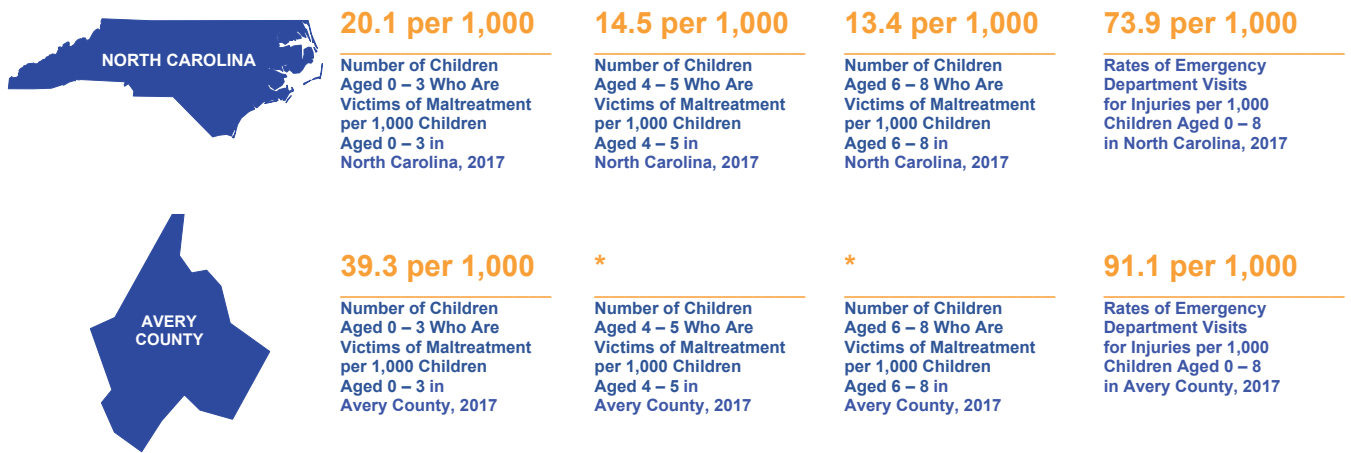 NORTH CAROLINA
20.1 per 1,000
Number of Children
Aged 0 – 3 Who Are
Victims of Maltreatment
per 1,000 Children
Aged 0 – 3 in
North Carolina, 2017
14.5 per 1,000
Number of Children
Aged 4 – 5 Who Are
Victims of Maltreatment
per 1,000 Children
Aged 4 – 5 in
North Carolina, 2017
13.4 per 1,000
Number of Children
Aged 6 – 8 Who Are
Victims of Maltreatment
per 1,000 Children
Aged 6 – 8 in
North Carolina, 2017
73.9 per 1,000
Rates of Emergency
Department Visits
for Injuries per 1,000
Children Aged 0 – 8
in North Carolina, 2017
AVERY
COUNTY
39.3 per 1,000
Number of Children
Aged 0 – 3 Who Are
Victims of Maltreatment
per 1,000 Children
Aged 0 – 3 in
Avery County, 2017
*
Number of Children
Aged 4 – 5 Who Are
Victims of Maltreatment
per 1,000 Children
Aged 4 – 5 in
Avery County, 2017
*
Number of Children
Aged 6 – 8 Who Are
Victims of Maltreatment
per 1,000 Children
Aged 6 – 8 in
Avery County, 2017
91.1 per 1,000
Rates of Emergency
Department Visits
for Injuries per 1,000
Children Aged 0 – 8
in Avery County, 2017